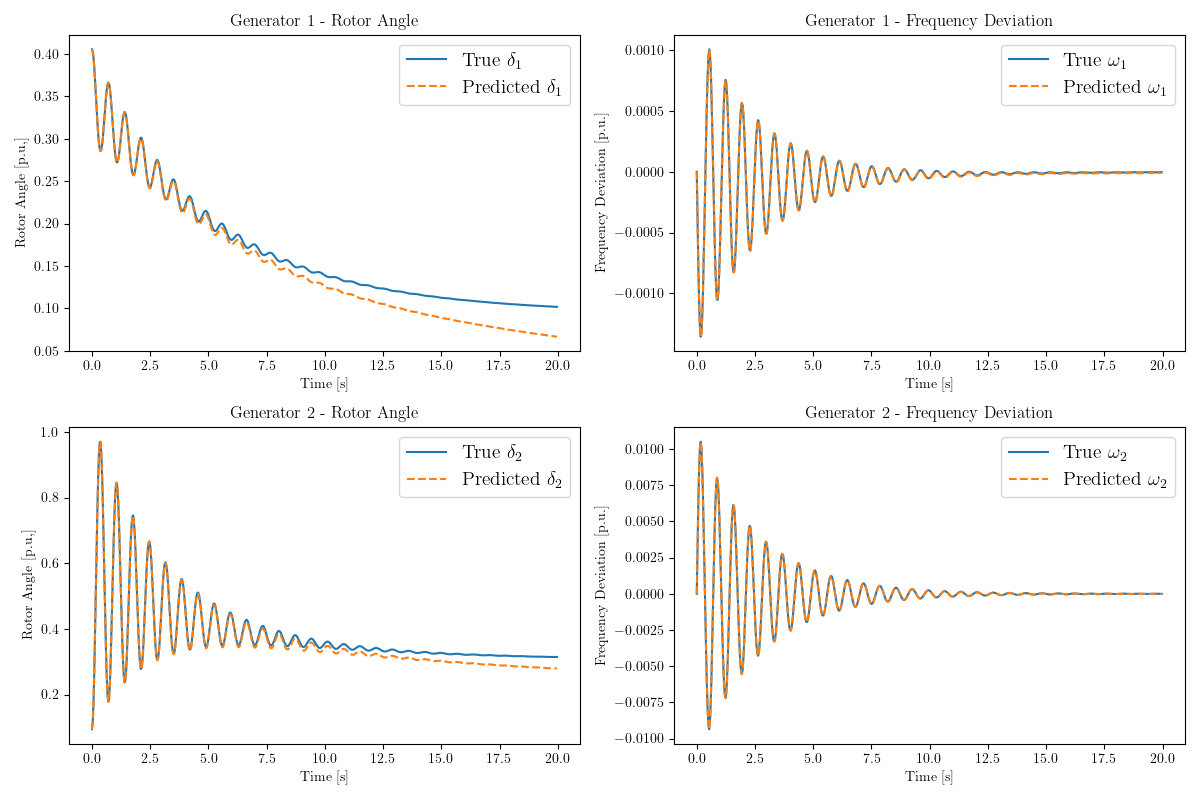 Generator 1 - Rotor Angle
Rotor Angle [p.u,]
0.40
0.35
0.30
0.25
0.20
0.15
0.10
0.05
True δ₁
Predicted δ₁
0.0 2.5 5.0 7.5 10.0 12.5 15.0 17.5 20.0
Time [s]
Generator 1 - Frequency Deviation
Frequency Deviation [p.u.]
0.0010
0.0005
0.0000
−0.0005
−0.0010
True ω₁
Predicted ω₁
0.0 2.5 5.0 7.5 10.0 12.5 15.0 17.5 20.0
Time [s]
Generator 2 - Rotor Angle
Rotor Angle [p.u,]
1.0
0.8
0.6
0.4
0.2
True δ₂
Predicted δ₂
0.0 2.5 5.0 7.5 10.0 12.5 15.0 17.5 20.0
Time [s]
Generator 2 - Frequency Deviation
Frequency Deviation [p.u.]
0.0100
0.0075
0.0050
0.0025
0.0000
−0.0025
−0.0050
−0.0075
−0.0100
True ω₂
Predicted ω₂
0.0 2.5 5.0 7.5 10.0 12.5 15.0 17.5 20.0
Time [s]